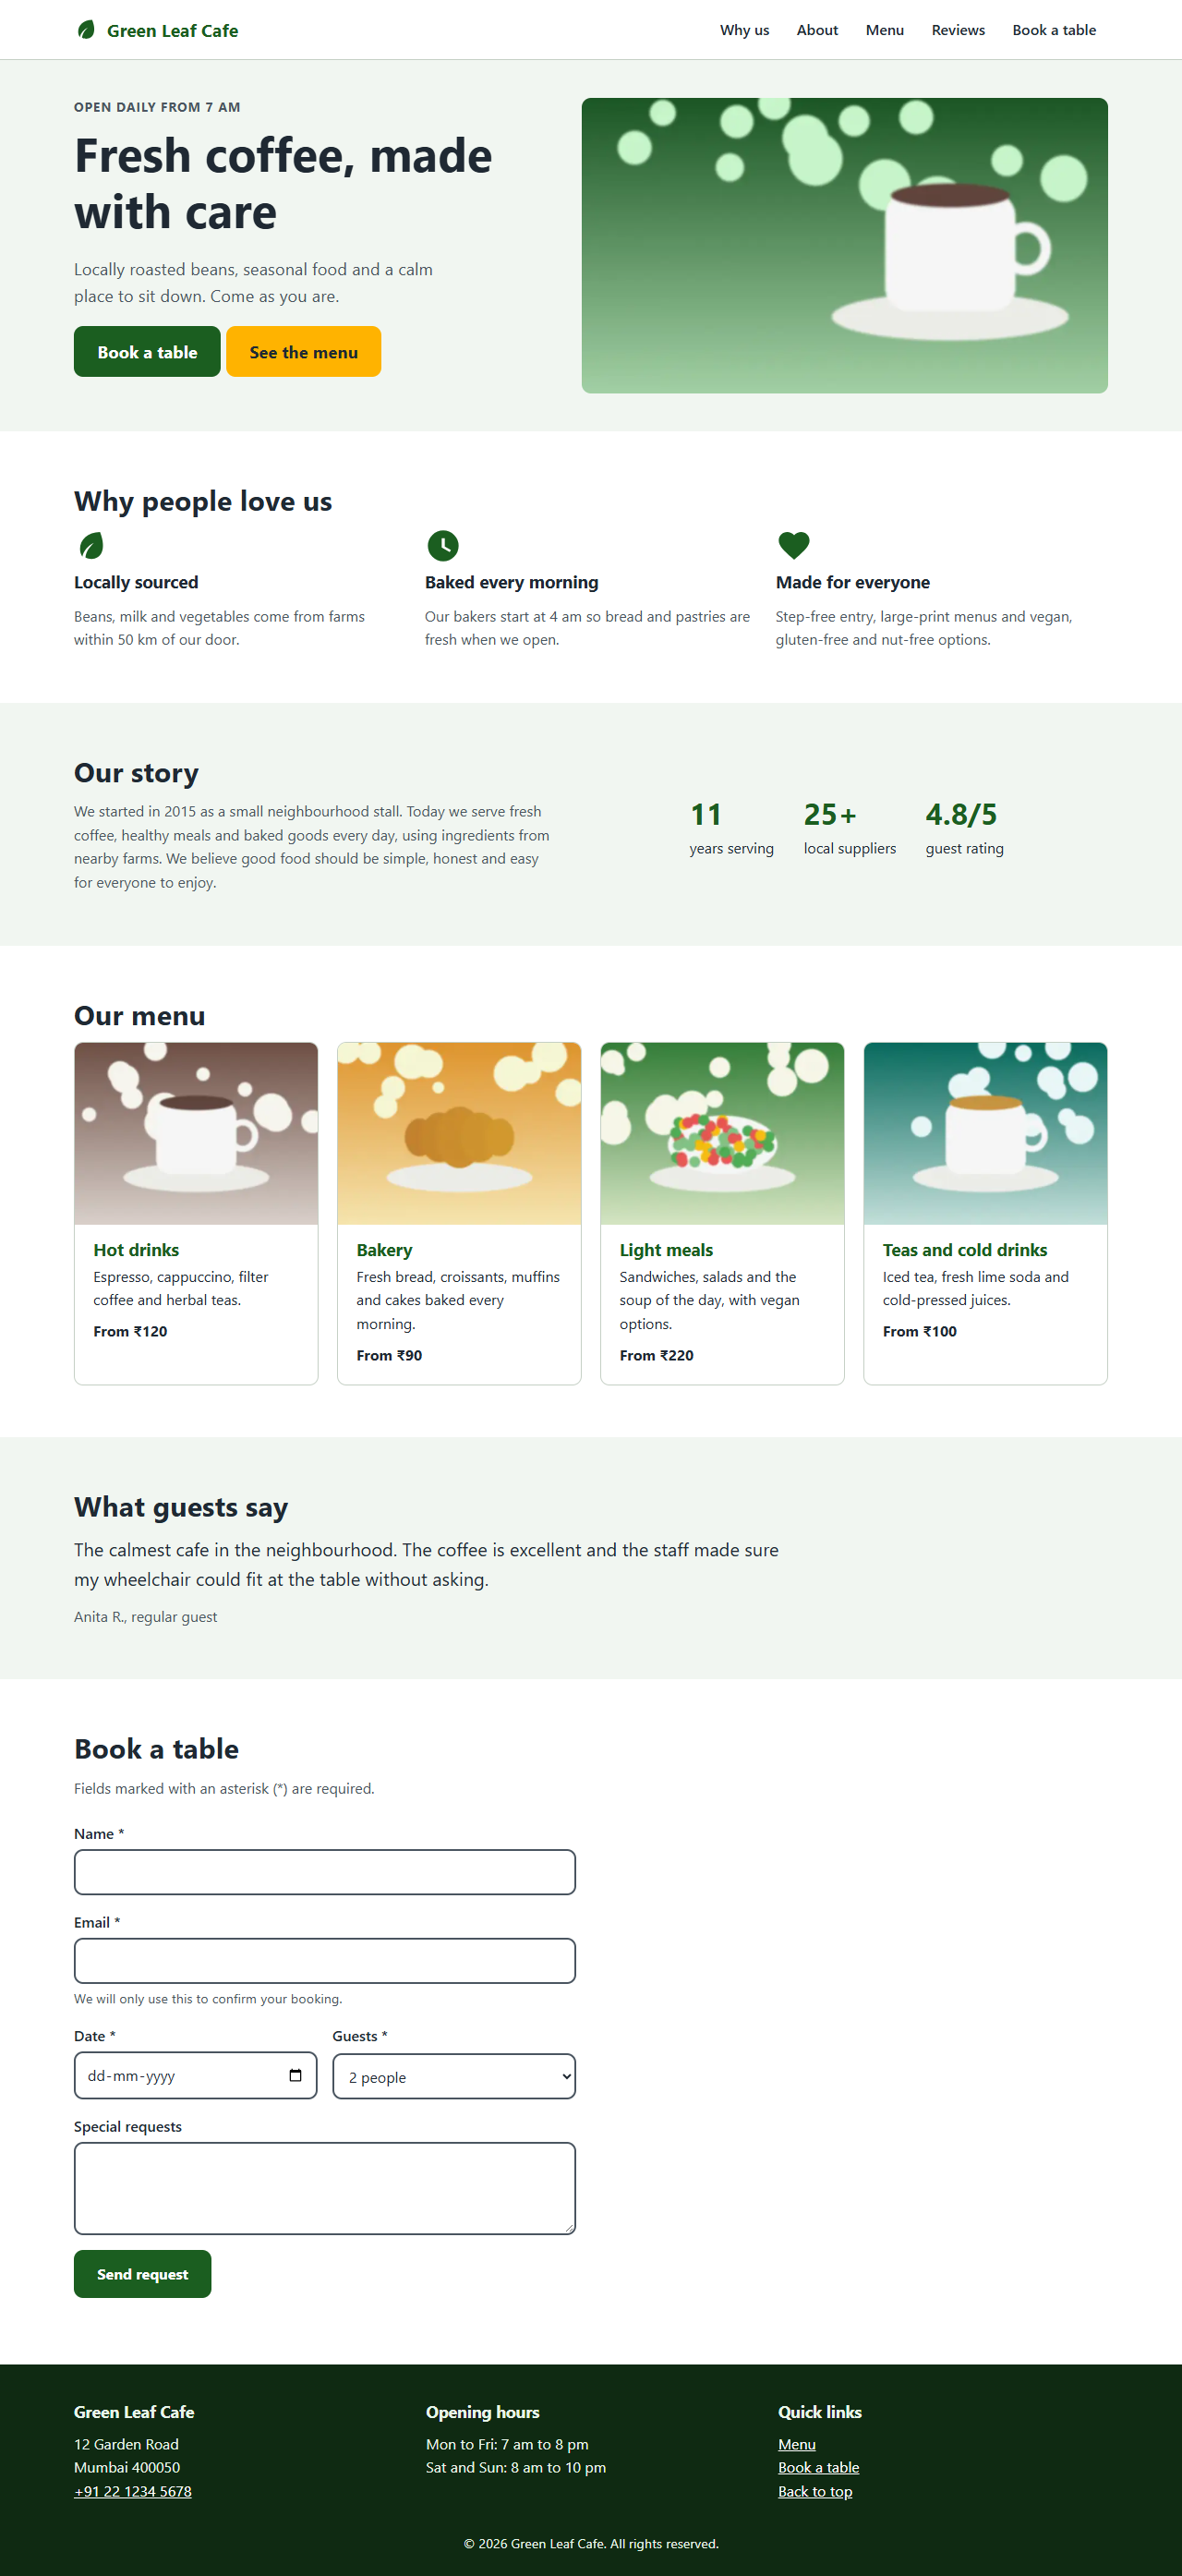 Green Leaf Cafe
Why us
About
Menu
Reviews
Book a table
OPEN DAILY FROM 7 AM
Fresh coffee, made
with care
Locally roasted beans, seasonal food and a calm
place to sit down. Come as you are.
Book a table
See the menu
Why people love us
Locally sourced
Beans, milk and vegetables come from farms
within 50 km of our door.
Baked every morning
Our bakers start at 4 am so bread and pastries are
fresh when we open.
Made for everyone
Step-free entry, large-print menus and vegan,
gluten-free and nut-free options.
Our story
We started in 2015 as a small neighbourhood stall. Today we serve fresh
coffee, healthy meals and baked goods every day, using ingredients from
nearby farms. We believe good food should be simple, honest and easy
for everyone to enjoy.
11
years serving
25+
local suppliers
4.8/5
guest rating
Our menu
Hot drinks
Espresso, cappuccino, filter
coffee and herbal teas.
From ₹120
Bakery
Fresh bread, croissants, muffins
and cakes baked every
morning.
From ₹90
Light meals
Sandwiches, salads and the
soup of the day, with vegan
options.
From ₹220
Teas and cold drinks
Iced tea, fresh lime soda and
cold-pressed juices.
From ₹100
What guests say
The calmest cafe in the neighbourhood. The coffee is excellent and the staff made sure
my wheelchair could fit at the table without asking.
Anita R., regular guest
Book a table
Fields marked with an asterisk (*) are required.
Name *
Email *
We will only use this to confirm your booking.
Date *
dd-mm-yyyy
Guests *
2 people
Special requests
Send request
Green Leaf Cafe
12 Garden Road
Mumbai 400050
+91 22 1234 5678
Opening hours
Mon to Fri: 7 am to 8 pm
Sat and Sun: 8 am to 10 pm
Quick links
Menu
Book a table
Back to top
© 2026 Green Leaf Cafe. All rights reserved.